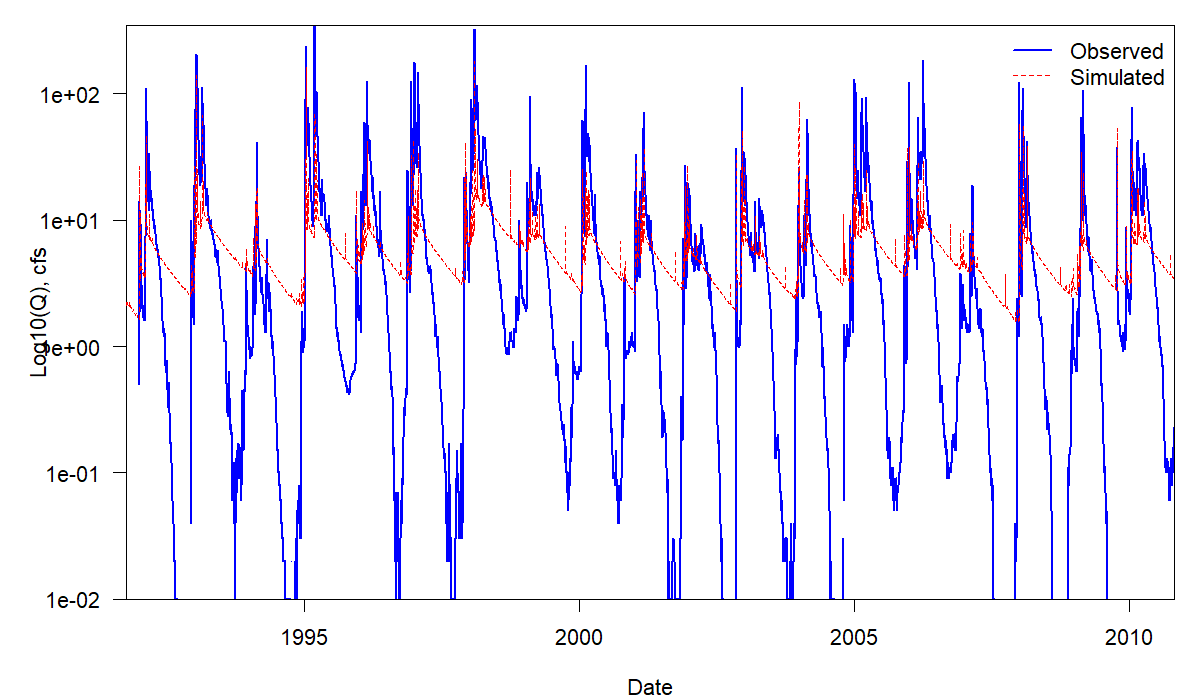 Observed
Simulated
1e+02
1e+01
1e+00
1e-01
1e-02
Log10(Q), cfs
1995
2000
2005
2010
Date